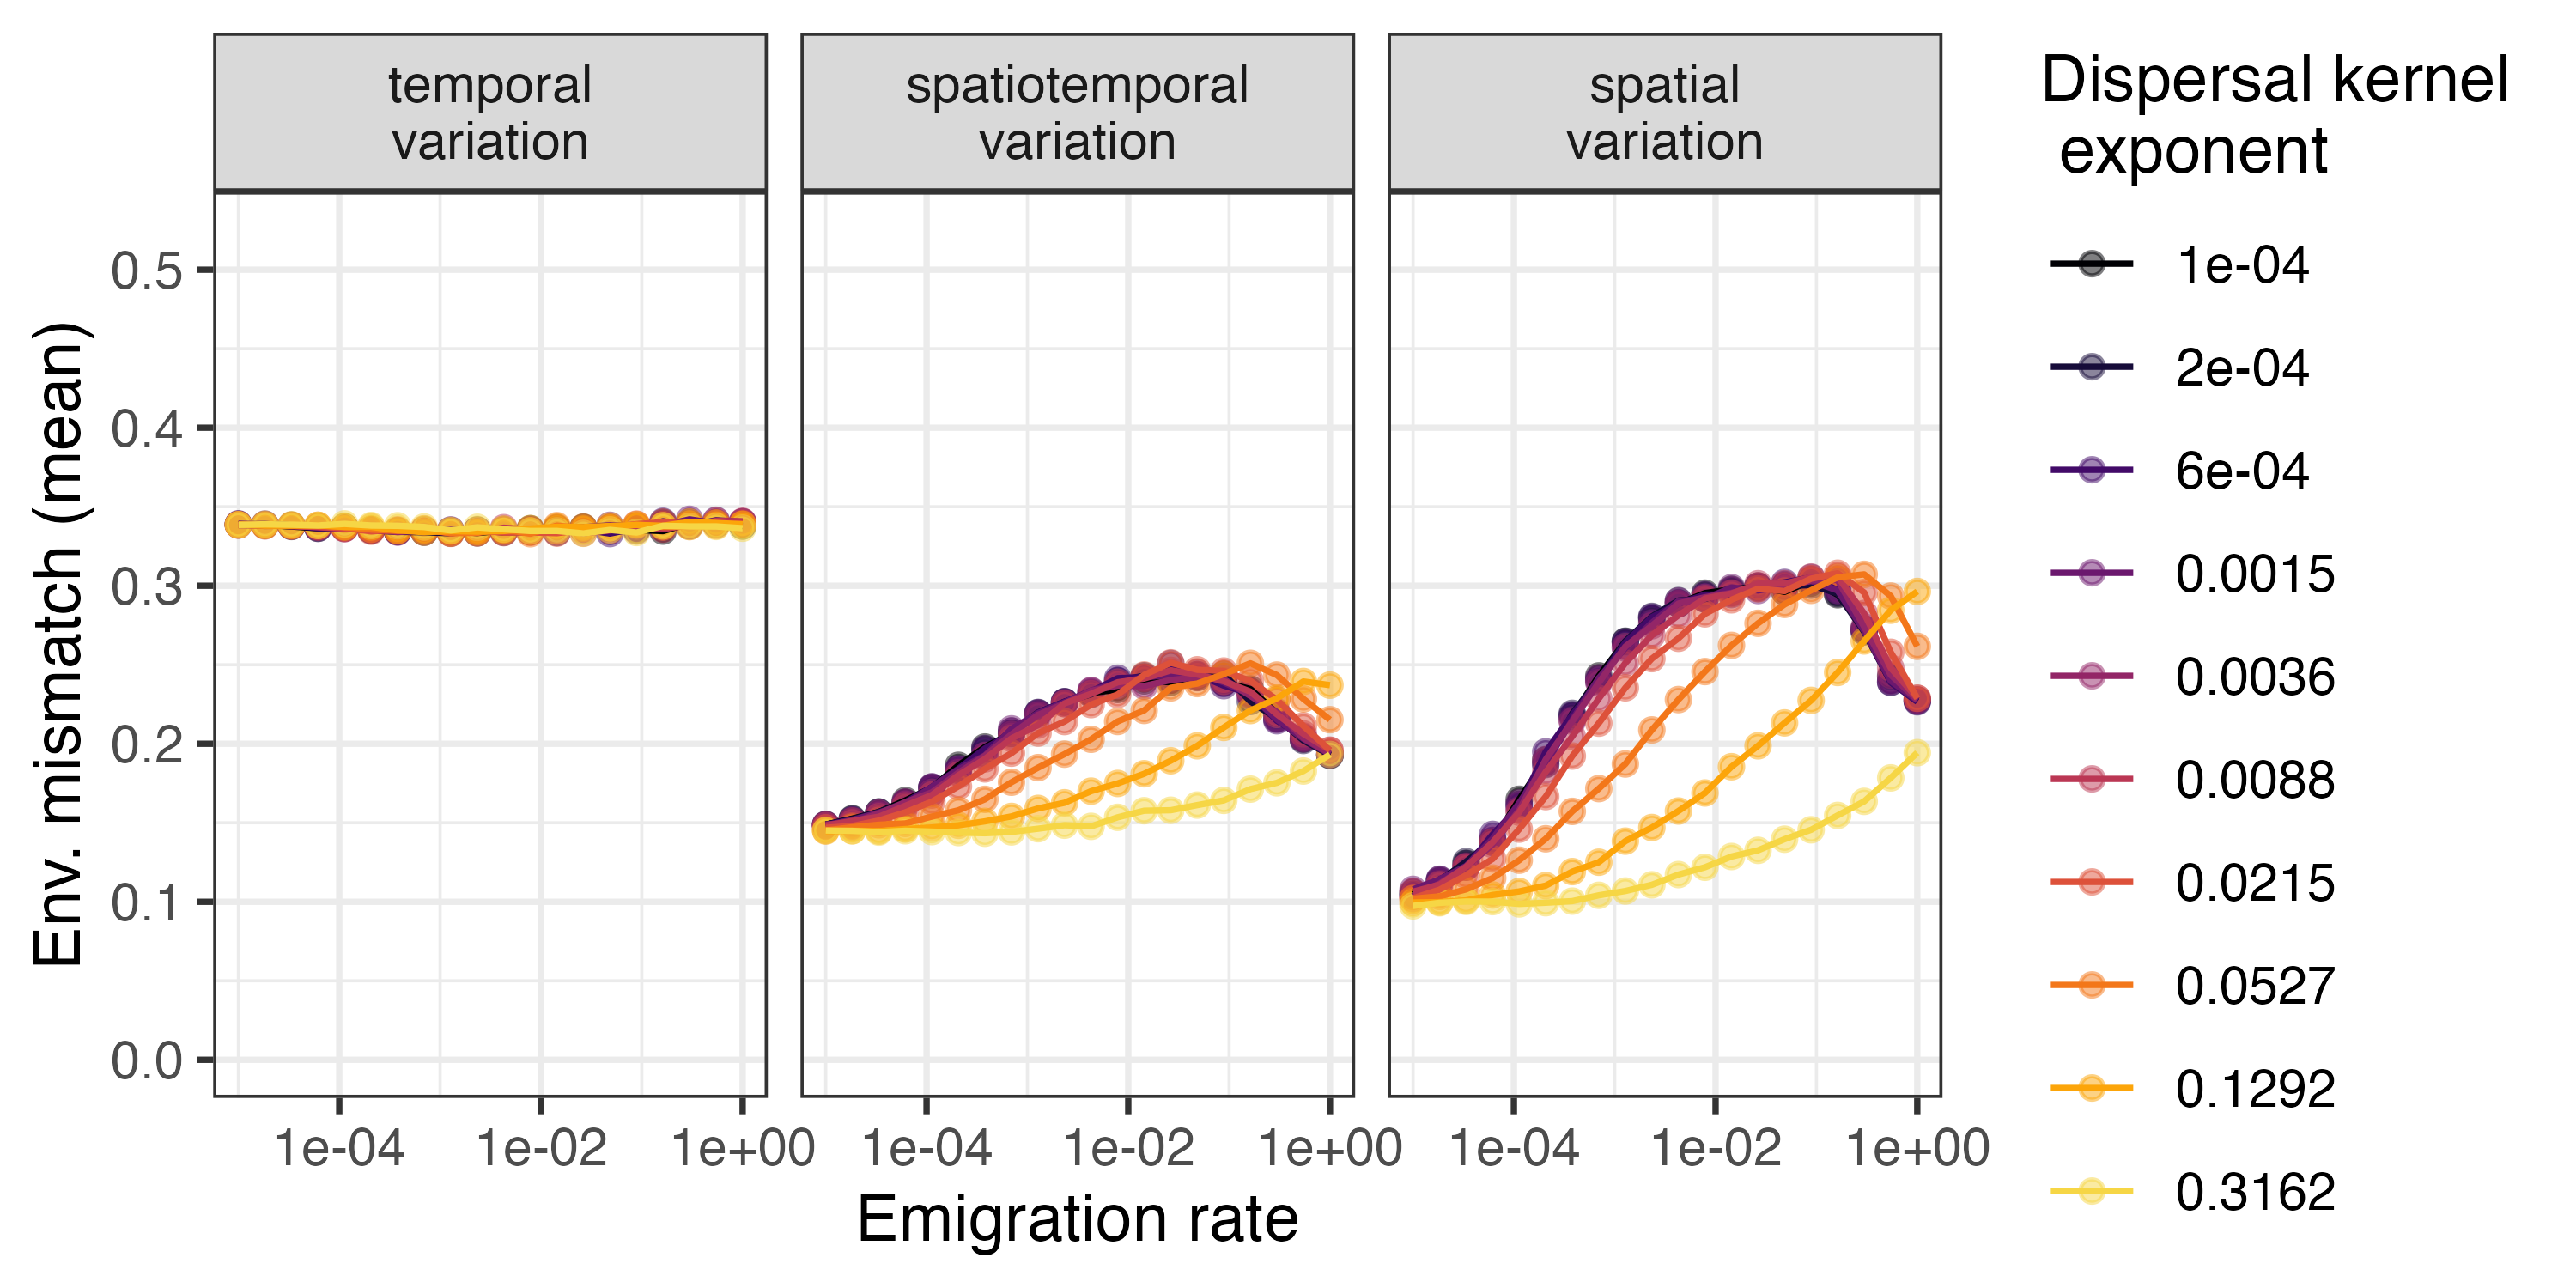 temporal
variation
spatiotemporal
variation
spatial
variation
Env. mismatch (mean)
0.5
0.4
0.3
0.2
0.1
0.0
1e-04 1e-02 1e+00
1e-04 1e-02 1e+00
1e-04 1e-02 1e+00
Emigration rate
Dispersal kernel
exponent
1e-04
2e-04
6e-04
0.0015
0.0036
0.0088
0.0215
0.0527
0.1292
0.3162